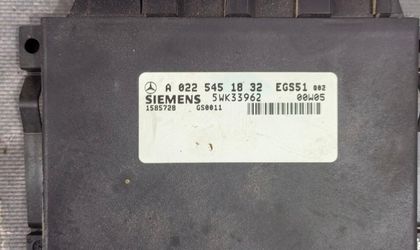 A 022 545 18 32 EGS51 002
SIEMENS 5WK33962 00W05
1585728 GS0011